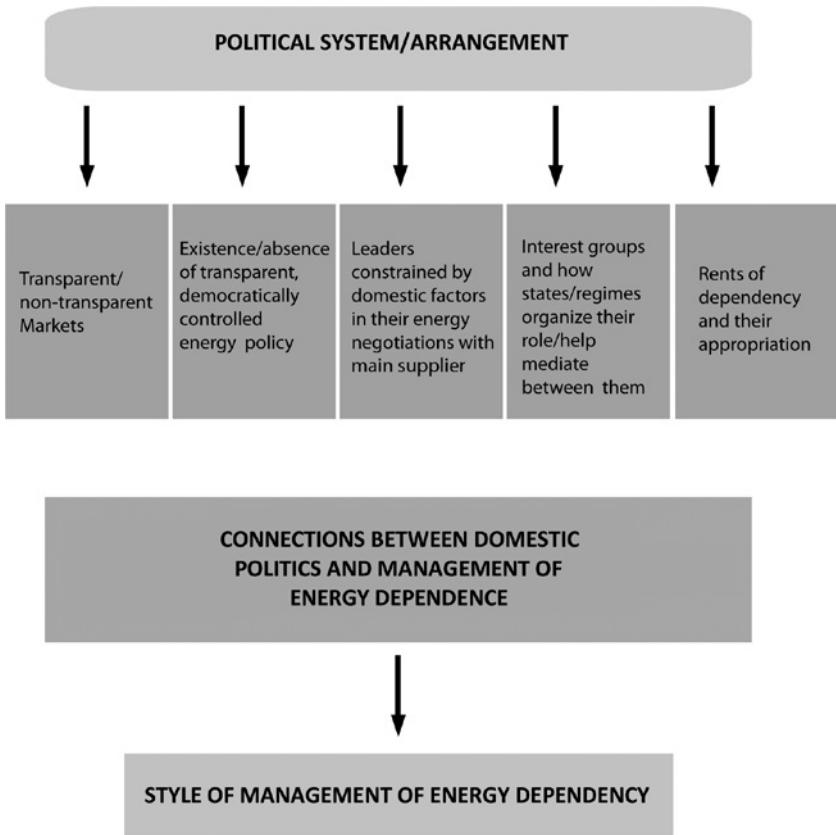 POLITICAL SYSTEM/ARRANGEMENT
Transparent/
non-transparent
Markets
Existence/absence
of transparent,
democratically
controlled
energy policy
Leaders
constrained by
domestic factors
in their energy
negotiations with
main supplier
Interest groups
and how
states/regimes
organize their
role/help
mediate
between them
Rents of
dependency
and their
appropriation
CONNECTIONS BETWEEN DOMESTIC
POLITICS AND MANAGEMENT OF
ENERGY DEPENDENCE
STYLE OF MANAGEMENT OF ENERGY DEPENDENCY